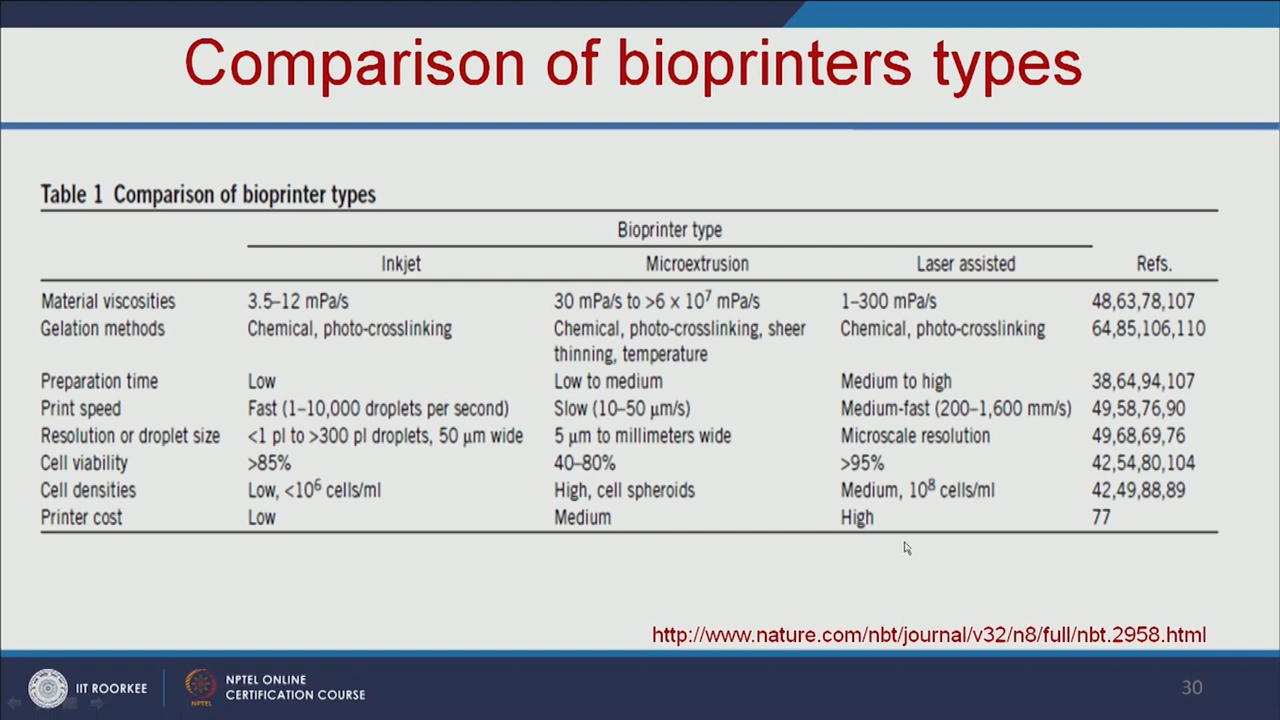 Comparison of bioprinters types
Table 1 Comparison of bioprinter types
Bioprinter type
Inkjet Microextrusion Laser assisted Refs.
Material viscosities 3.5–12 mPa/s 30 mPa/s to >6 × 10⁷ mPa/s 1–300 mPa/s 48,63,78,107
Gelation methods Chemical, photo-crosslinking Chemical, photo-crosslinking, sheer Chemical, photo-crosslinking 64,85,106,110
thinning, temperature
Preparation time Low Low to medium Medium to high 38,64,94,107
Print speed Fast (1–10,000 droplets per second) Slow (10–50 µm/s) Medium-fast (200–1,600 mm/s) 49,58,76,90
Resolution or droplet size <1 pl to >300 pl droplets, 50 µm wide 5 µm to millimeters wide Microscale resolution 49,68,69,76
Cell viability >85% 40–80% >95% 42,54,80,104
Cell densities Low, <10⁶ cells/ml High, cell spheroids Medium, 10⁸ cells/ml 42,49,88,89
Printer cost Low Medium High 77
http://www.nature.com/nbt/journal/v32/n8/full/nbt.2958.html
IIT ROORKEE
NPTEL
NPTEL ONLINE
CERTIFICATION COURSE
30